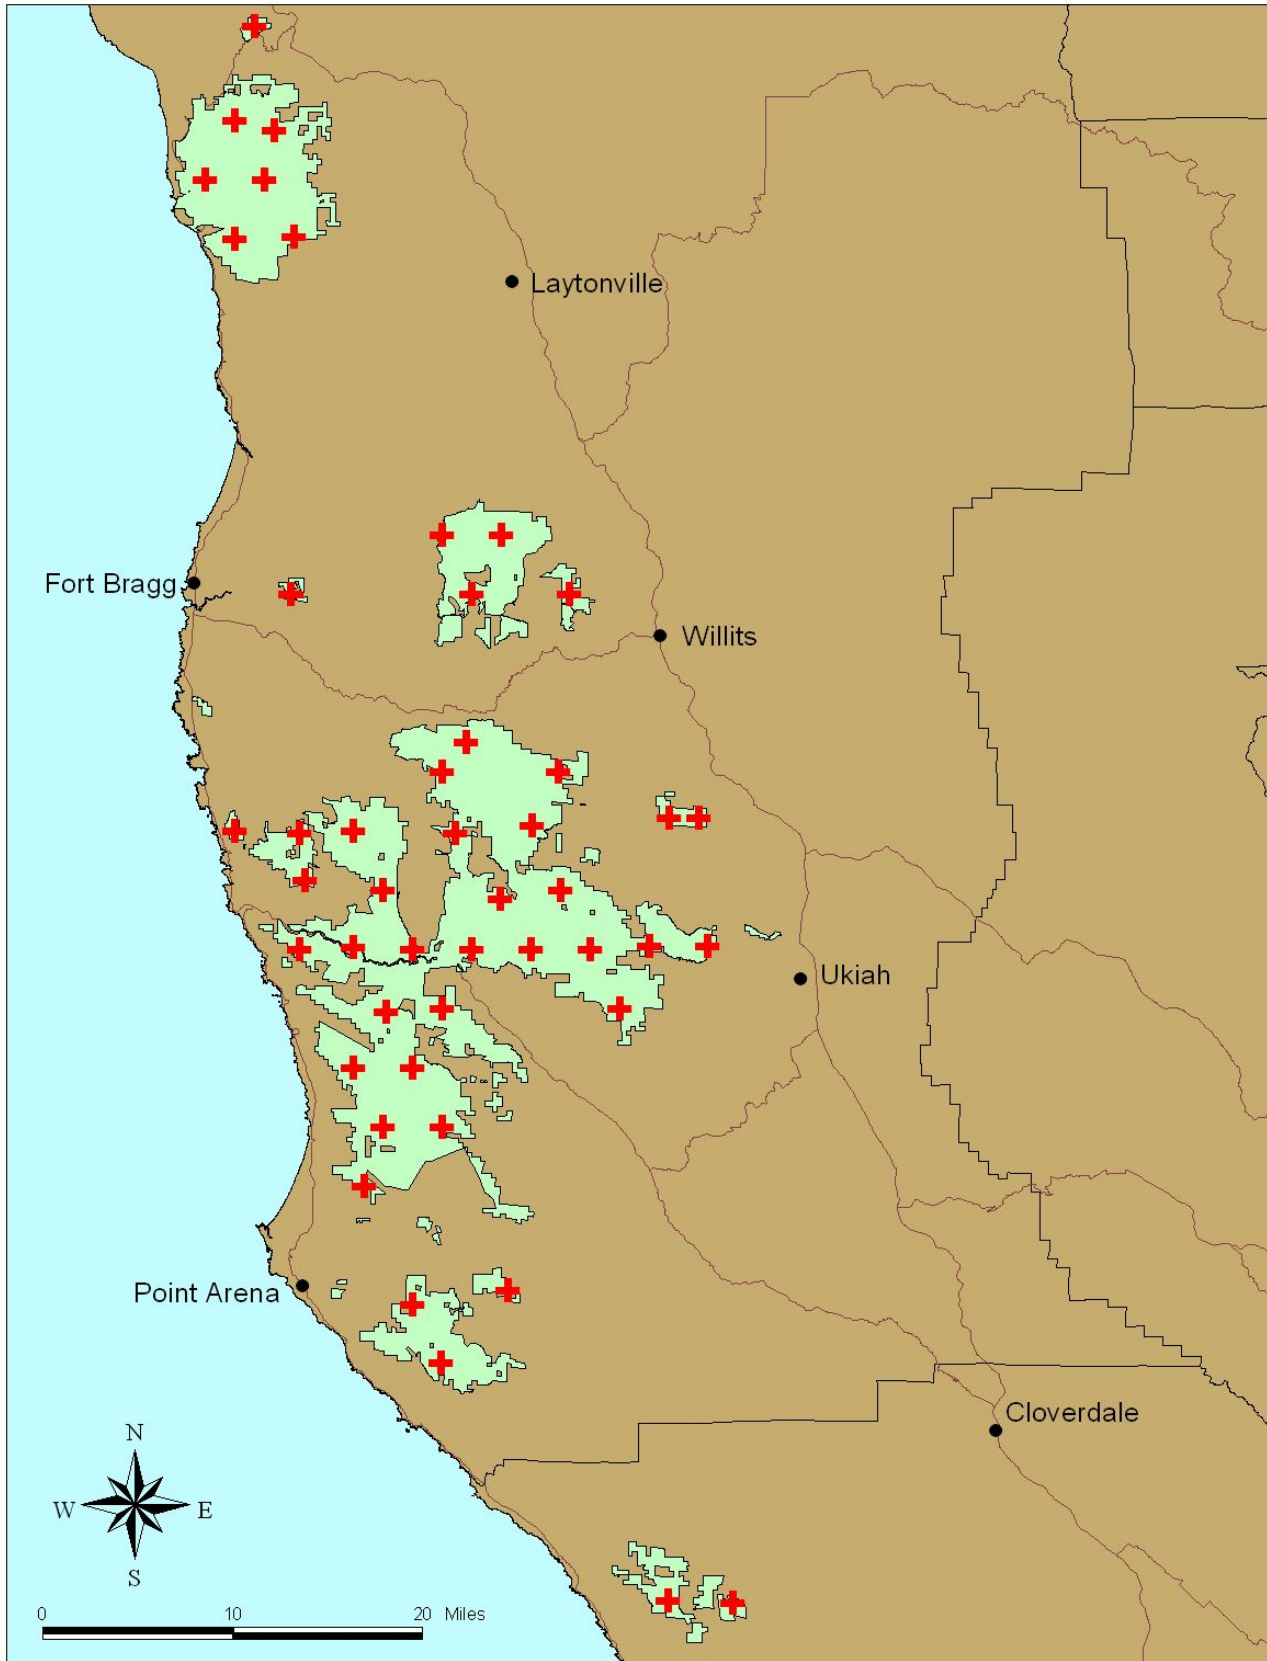 Laytonville
Fort Bragg
Willits
Ukiah
Point Arena
Cloverdale
N
W E
S
0 10 20 Miles